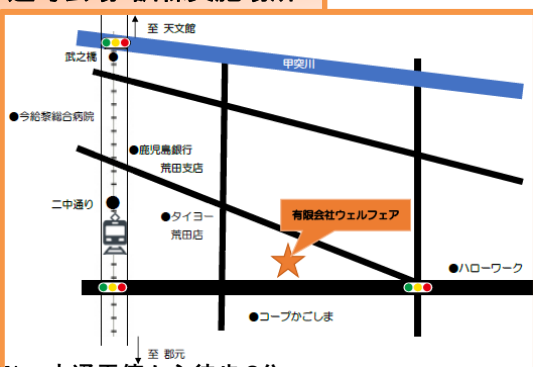 至 天文館
武之橋
甲突川
●今給黎総合病院
●鹿児島銀行
荒田支店
二中通り
●タイヨー
荒田店
有限会社ウェルフェア
●ハローワーク
●コープかごしま
至 郡元